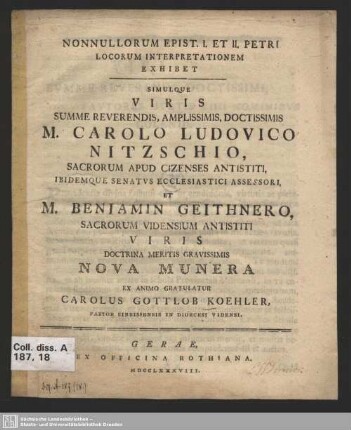 NONNULLORUM EPIST. I. ET II. PETRI
LOCORUM INTERPRETATIONEM
EXHIBET
SIMULQUE
VIRIS
SUMME REVERENDIS, AMPLISSIMIS, DOCTISSIMIS
M. CAROLO LUDOVICO
NITZSCHIO,
SACRORUM APUD CIZENSES ANTISTITI,
IBIDEMQUE SENATVS ECCLESIASTICI ASSESSORI,
ET
M. BENIAMIN GEITHNERO,
SACRORUM VIDENSIUM ANTISTITI
VIRIS
DOCTRINA MERITIS GRAVISSIMIS
NOVA MUNERA
EX ANIMO GRATULATUR
CAROLUS GOTTLOB KOEHLER,
PASTOR IN DIOECESI VIDENSI.
GERAE,
EX OFFICINA ROTHIANA.
MDCCLXXXVIII.
Coll. diss. A
187, 18
Sächsische Landesbibliothek -
Staats- und Universitätsbibliothek Dresden